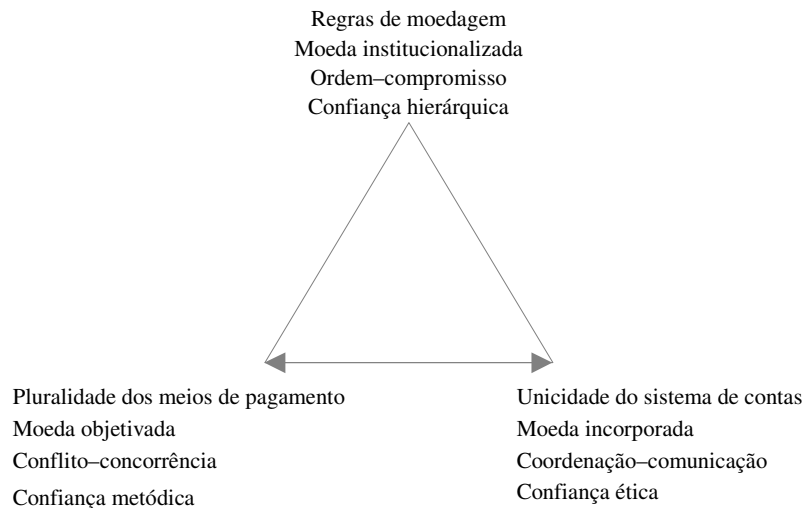 Regras de moedagem
Moeda institucionalizada
Ordem–compromisso
Confiança hierárquica
Pluralidade dos meios de pagamento
Moeda objetivada
Conflito–concorrência
Confiança metódica
Unicidade do sistema de contas
Moeda incorporada
Coordenação–comunicação
Confiança ética